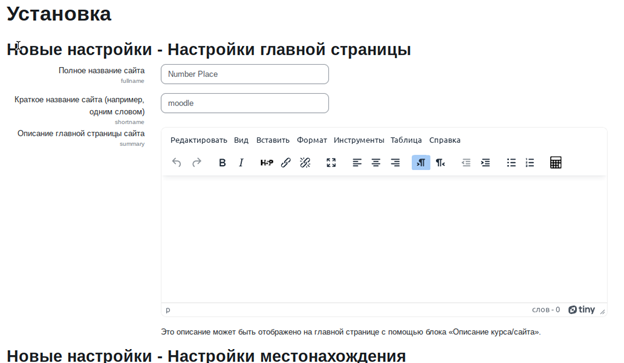 Установка
Новые настройки - Настройки главной страницы
Полное название сайта
fullname
Number Place
Краткое название сайта (например,
одним словом)
shortname
moodle
Описание главной страницы сайта
summary
Редактировать Вид Вставить Формат Инструменты Таблица Справка
B I H5P
p
слов - 0 tiny
Это описание может быть отображено на главной странице с помощью блока «Описание курса/сайта».
Новые настройки - Настройки местонахождения